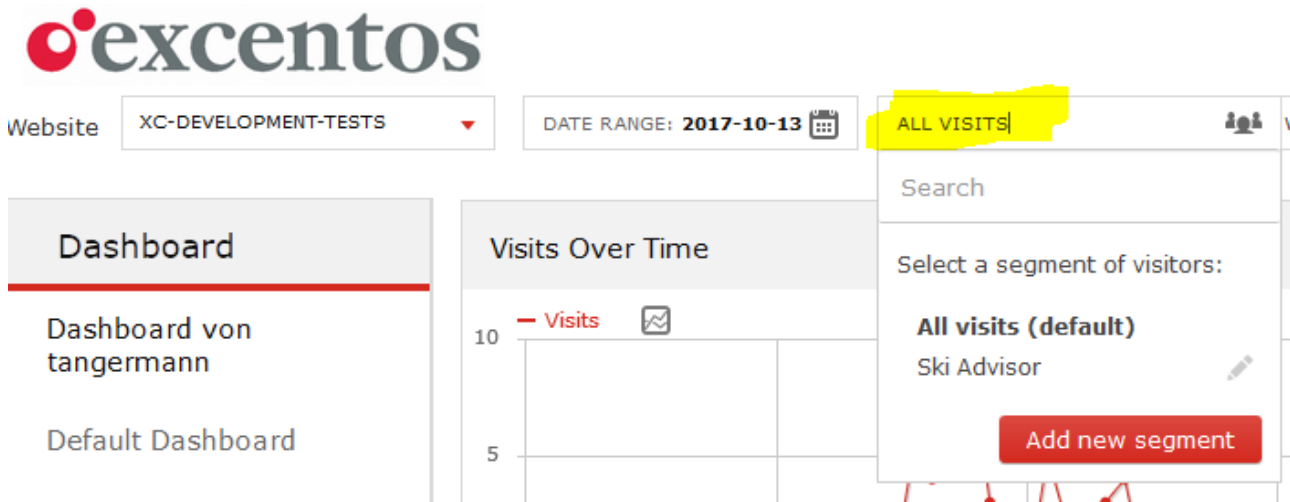 excentos
Website
XC-DEVELOPMENT-TESTS
DATE RANGE: 2017-10-13
ALL VISITS
Search
Select a segment of visitors:
All visits (default)
Ski Advisor
Add new segment
Dashboard
Dashboard von
tangermann
Default Dashboard
Visits Over Time
Visits
10
5